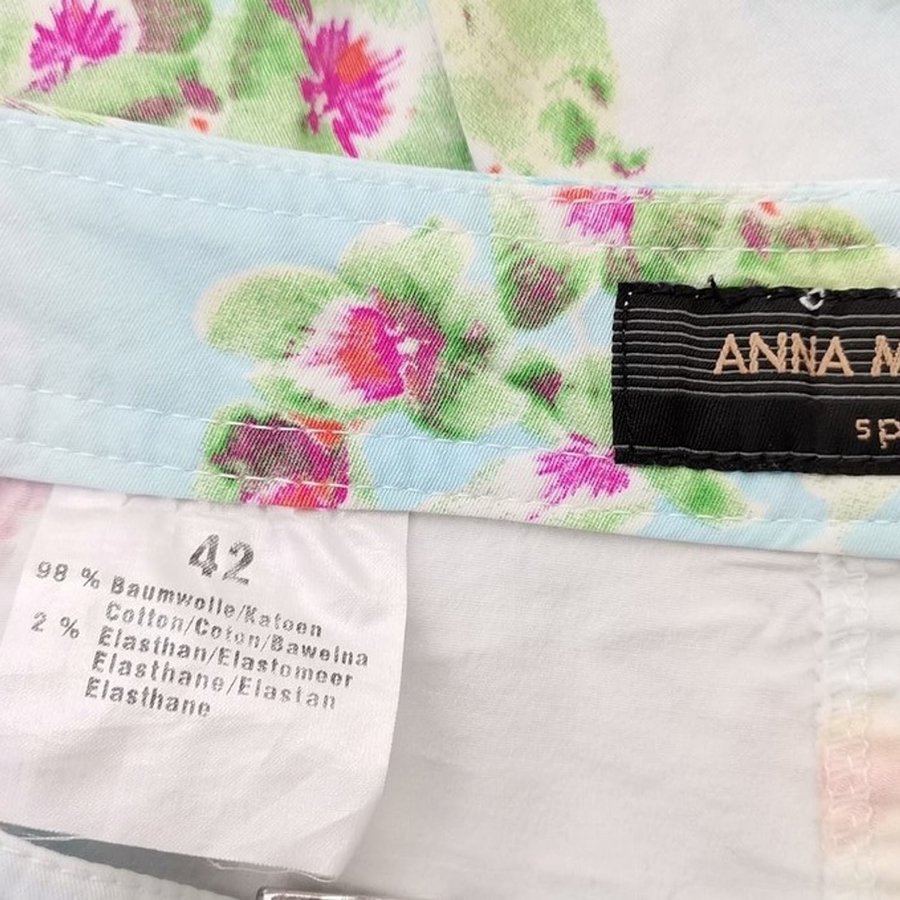 ANNA M
sp
42
98 % Baumwolle/Katoen
Cotton/Coton/Bawelna
2 % Elasthan/Elastomeer
Elasthane/Elastan
Elasthane